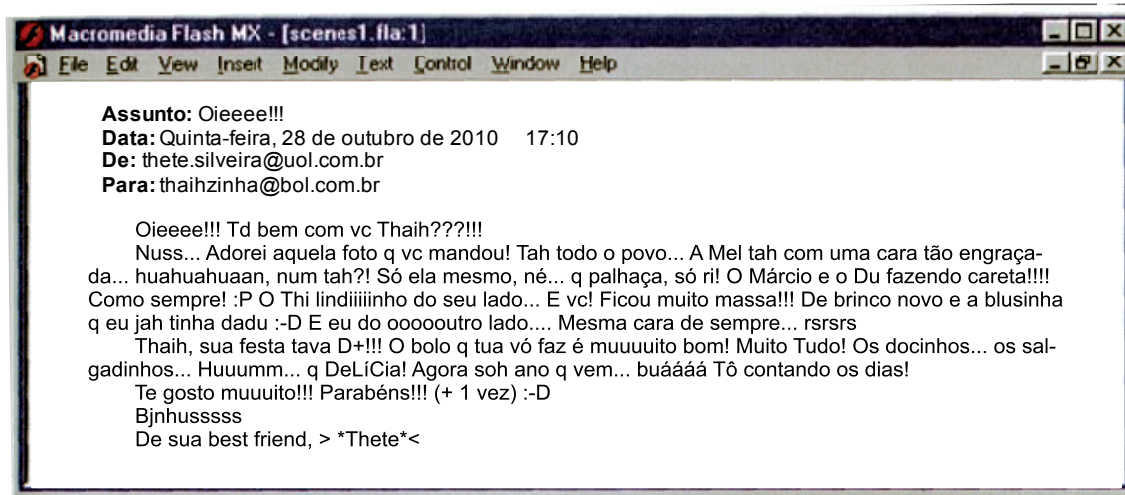 Macromedia Flash MX - [scenes1.fla:1]
File Edit View Insert Modify Text Control Window Help
Assunto: Oieeee!!!
Data: Quinta-feira, 28 de outubro de 2010 17:10
De: thete.silveira@uol.com.br
Para: thaihzinha@bol.com.br
Oieeee!!! Td bem com vc Thaih???!!!
Nuss... Adorei aquela foto q vc mandou! Tah todo o povo... A Mel tah com uma cara tão engraça-
da... huahuahuaan, num tah?! Só ela mesmo, né... q palhaça, só ri! O Márcio e o Du fazendo careta!!!!
Como sempre! :P O Thi lindiiiiinho do seu lado... E vc! Ficou muito massa!!! De brinco novo e a blusinha
q eu jah tinha dadu :-D E eu do oooooutro lado.... Mesma cara de sempre... rsrsrs
Thaih, sua festa tava D+!!! O bolo q tua vó faz é muuuuito bom! Muito Tudo! Os docinhos... os sal-
gadinhos... Huuumm... q DeLíCia! Agora soh ano q vem... buáááá Tô contando os dias!
Te gosto muuuito!!! Parabéns!!! (+ 1 vez) :-D
Bjnhusssss
De sua best friend, > *Thete*<